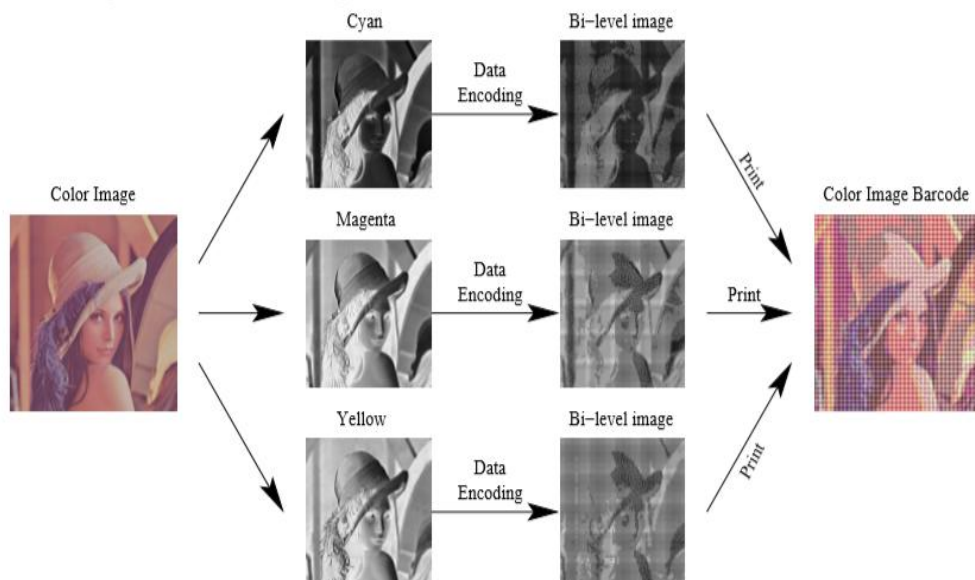 Cyan
Bi-level image
Data
Encoding
Print
Color Image
Magenta
Bi-level image
Data
Encoding
Print
Color Image Barcode
Yellow
Bi-level image
Data
Encoding
Print